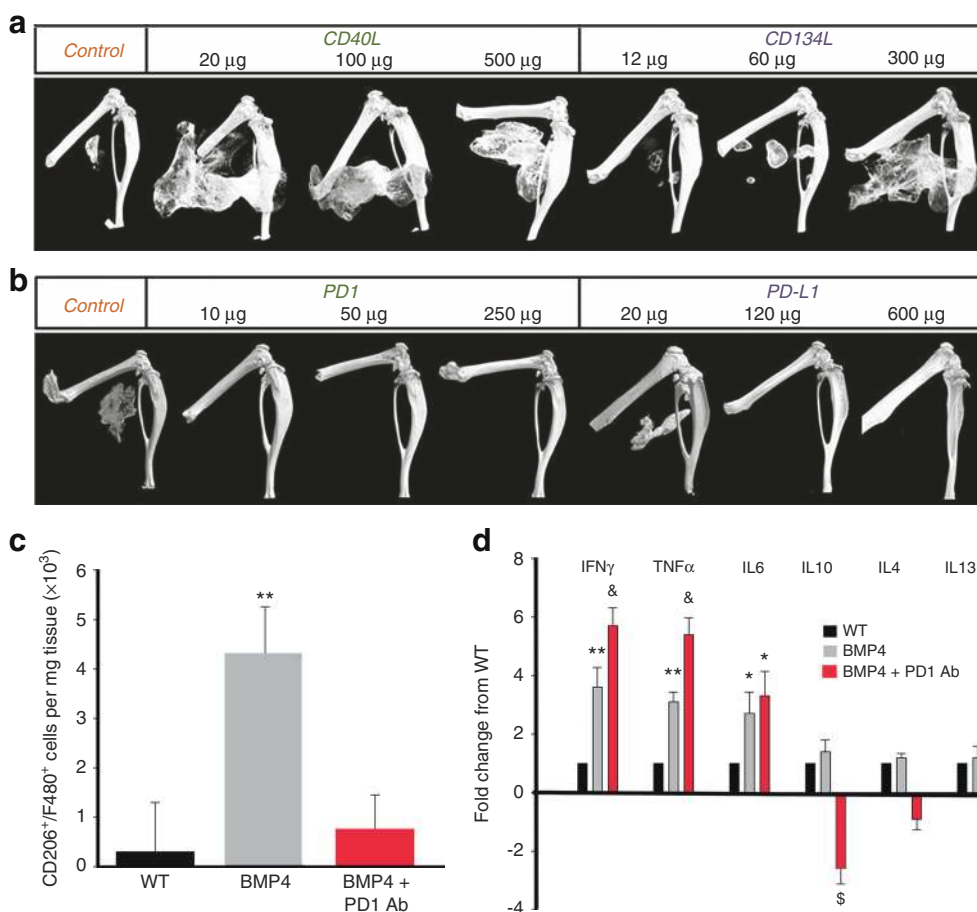 a
Control
CD40L
CD134L
20 µg 100 µg 500 µg 12 µg 60 µg 300 µg
b
Control
PD1
PD-L1
10 µg 50 µg 250 µg 20 µg 120 µg 600 µg
c
CD206⁺/F480⁺ cells per mg tissue (×10³)
6
5
4
3
2
1
0
**
WT BMP4 BMP4 +
PD1 Ab
d
Fold change from WT
8
6
4
2
0
-2
-4
IFNγ TNFα IL6 IL10 IL4 IL13
& &
** ** * *
$
WT
BMP4
BMP4 + PD1 Ab